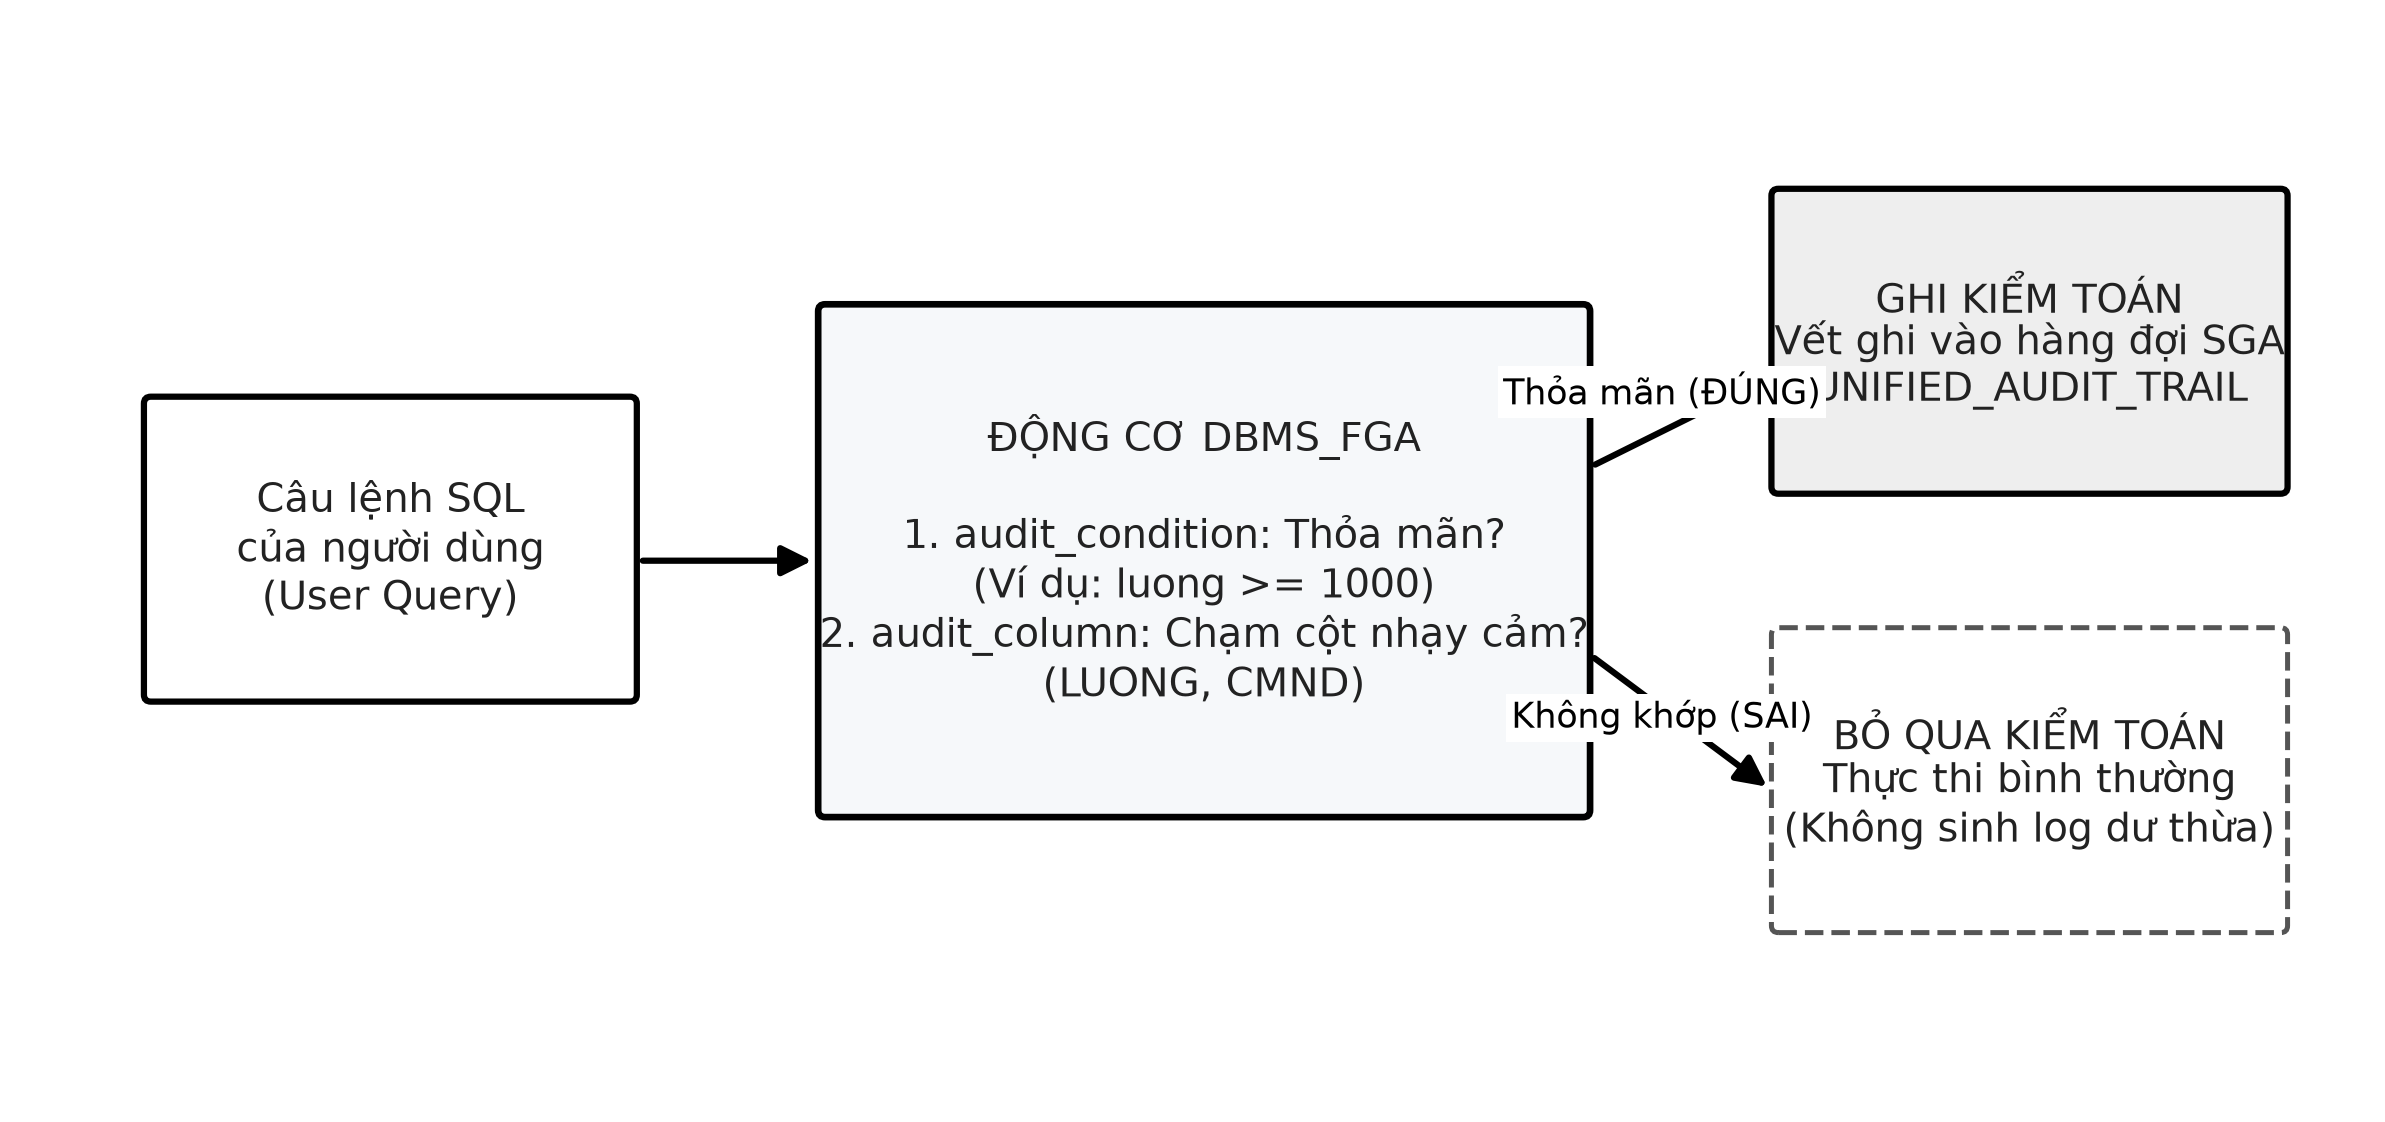 Câu lệnh SQL
của người dùng
(User Query)
ĐỘNG CƠ DBMS_FGA
1. audit_condition: Thỏa mãn?
(Ví dụ: luong >= 1000)
2. audit_column: Chạm cột nhạy cảm?
(LUONG, CMND)
Thỏa mãn (ĐÚNG)
GHI KIỂM TOÁN
Vết ghi vào hàng đợi SGA
UNIFIED_AUDIT_TRAIL
Không khớp (SAI)
BỎ QUA KIỂM TOÁN
Thực thi bình thường
(Không sinh log dư thừa)